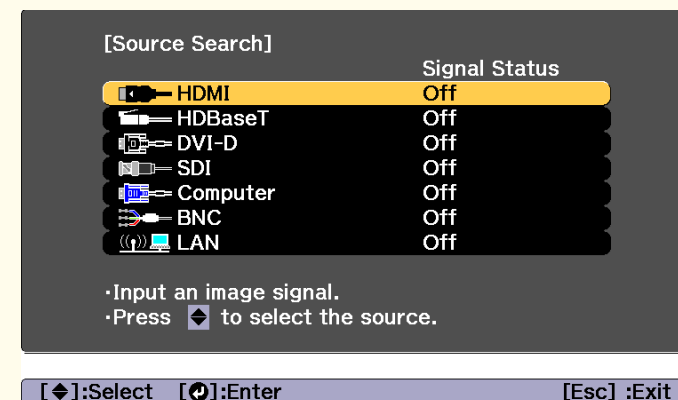 [Source Search]
Signal Status
HDMI Off
HDBaseT Off
DVI-D Off
SDI Off
Computer Off
BNC Off
LAN Off
·Input an image signal.
·Press to select the source.
[◆]:Select [↵]:Enter [Esc] :Exit